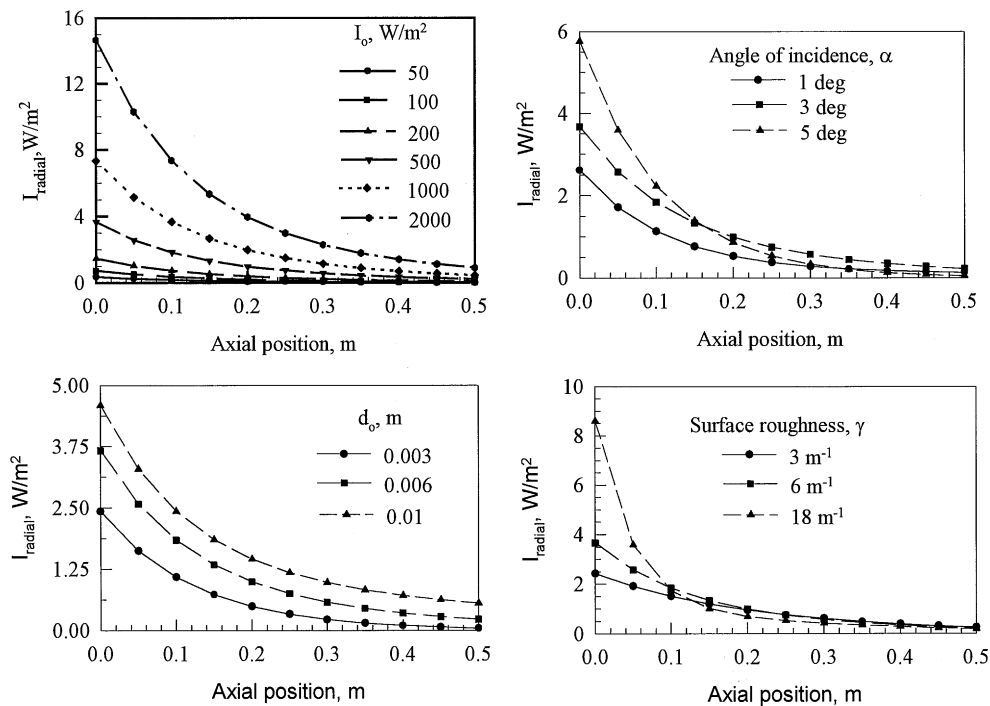 16
12
8
4
0
I_radial, W/m²
I_o, W/m²
50
100
200
500
1000
2000
0.0 0.1 0.2 0.3 0.4 0.5
Axial position, m
6
4
2
0
I_radial, W/m²
Angle of incidence, α
1 deg
3 deg
5 deg
0.0 0.1 0.2 0.3 0.4 0.5
Axial position, m
5.00
3.75
2.50
1.25
0.00
I_radial, W/m²
d_o, m
0.003
0.006
0.01
0.0 0.1 0.2 0.3 0.4 0.5
Axial position, m
10
8
6
4
2
0
I_radial, W/m²
Surface roughness, γ
3 m⁻¹
6 m⁻¹
18 m⁻¹
0.0 0.1 0.2 0.3 0.4 0.5
Axial position, m